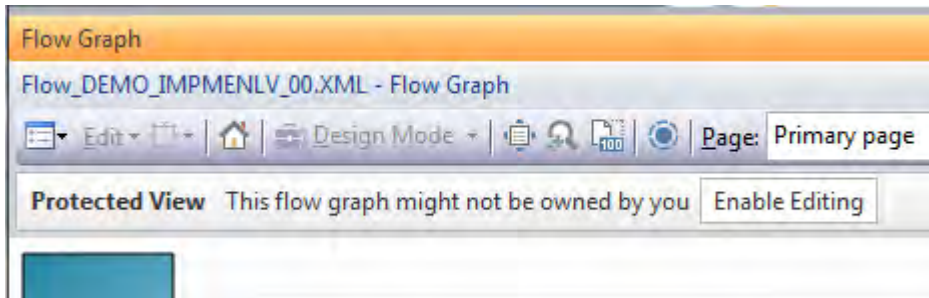 Flow Graph
Flow_DEMO_IMPMENLV_00.XML - Flow Graph
Edit Design Mode 100 Page: Primary page
Protected View This flow graph might not be owned by you Enable Editing